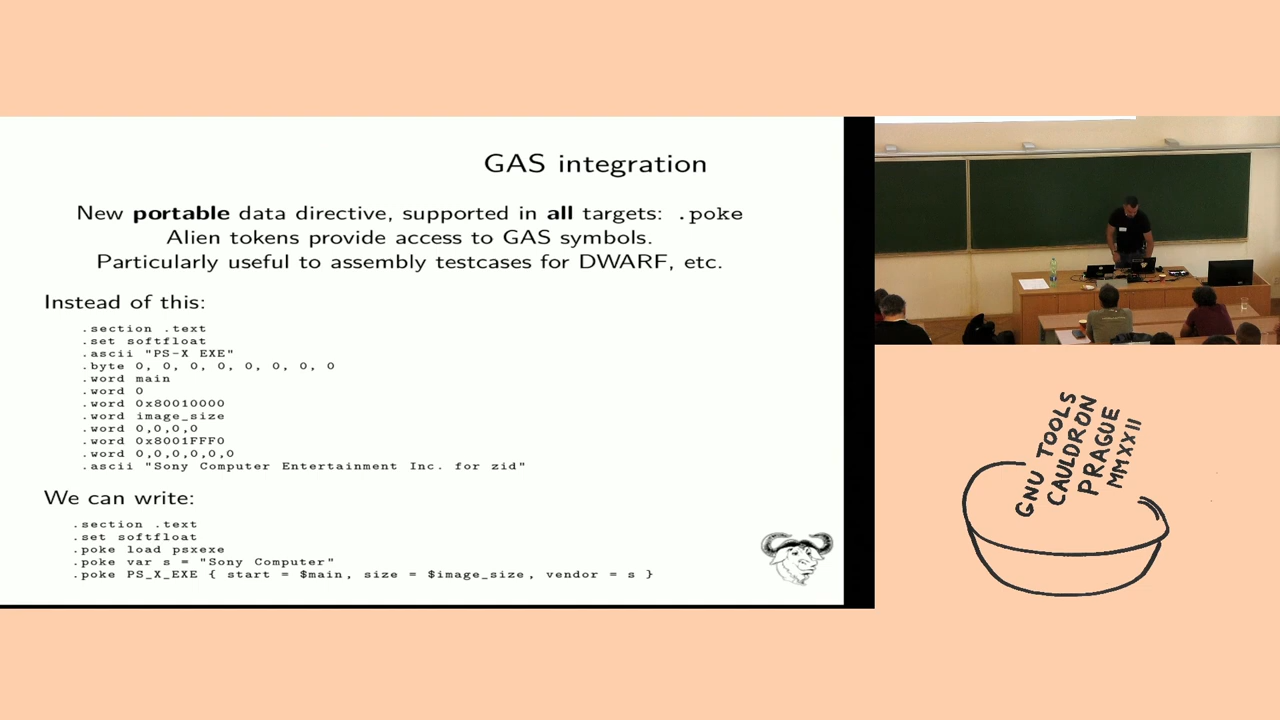 GAS integration
New portable data directive, supported in all targets: .poke
Alien tokens provide access to GAS symbols.
Particularly useful to assembly testcases for DWARF, etc.
Instead of this:
.section .text
.set softfloat
.ascii "PS-X EXE"
.byte 0, 0, 0, 0, 0, 0, 0, 0
.word main
.word 0
.word 0x80010000
.word image_size
.word 0,0,0,0
.word 0x8001FFF0
.word 0,0,0,0,0,0
.ascii "Sony Computer Entertainment Inc. for zid"
We can write:
.section .text
.set softfloat
.poke load psxexe
.poke var s = "Sony Computer"
.poke PS_X_EXE { start = $main, size = $image_size, vendor = s }
GNU TOOLS
CAULDRON
PRAGUE
MMXXII